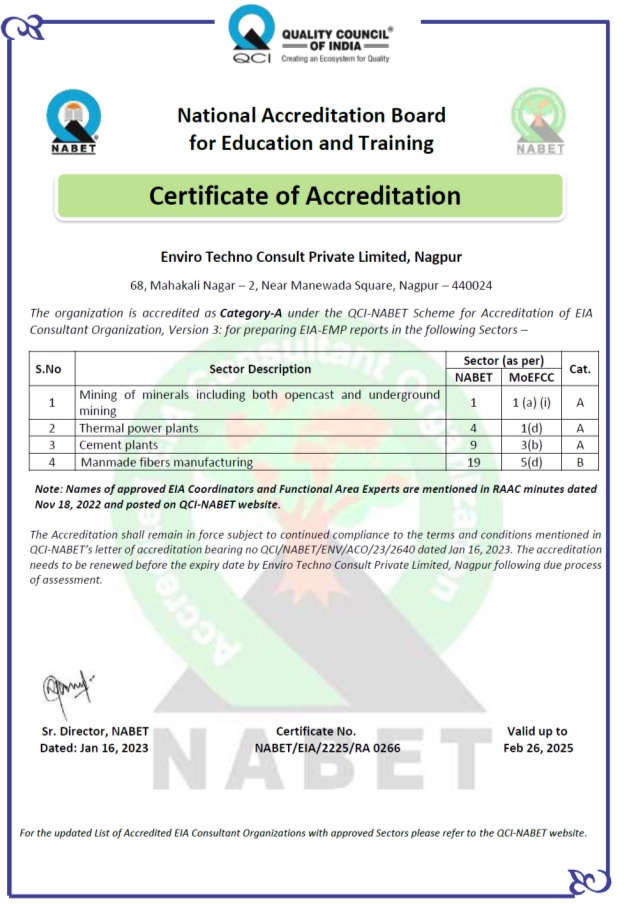 QUALITY COUNCIL
OF INDIA
QCI
Creating an Ecosystem for Quality
NABET
National Accreditation Board
for Education and Training
NABET
Certificate of Accreditation
Enviro Techno Consult Private Limited, Nagpur
68, Mahakali Nagar – 2, Near Manewada Square, Nagpur – 440024
The organization is accredited as Category-A under the QCI-NABET Scheme for Accreditation of EIA
Consultant Organization, Version 3: for preparing EIA-EMP reports in the following Sectors –
S.No Sector Description Sector (as per) Cat.
NABET MoEFCC
1 Mining of minerals including both opencast and underground mining 1 1 (a) (i) A
2 Thermal power plants 4 1(d) A
3 Cement plants 9 3(b) A
4 Manmade fibers manufacturing 19 5(d) B
Note: Names of approved EIA Coordinators and Functional Area Experts are mentioned in RAAC minutes dated
Nov 18, 2022 and posted on QCI-NABET website.
The Accreditation shall remain in force subject to continued compliance to the terms and conditions mentioned in
QCI-NABET's letter of accreditation bearing no QCI/NABET/ENV/ACO/23/2640 dated Jan 16, 2023. The accreditation
needs to be renewed before the expiry date by Enviro Techno Consult Private Limited, Nagpur following due process
of assessment.
Sr. Director, NABET
Dated: Jan 16, 2023
Certificate No.
NABET/EIA/2225/RA 0266
Valid up to
Feb 26, 2025
NABET
For the updated List of Accredited EIA Consultant Organizations with approved Sectors please refer to the QCI-NABET website.